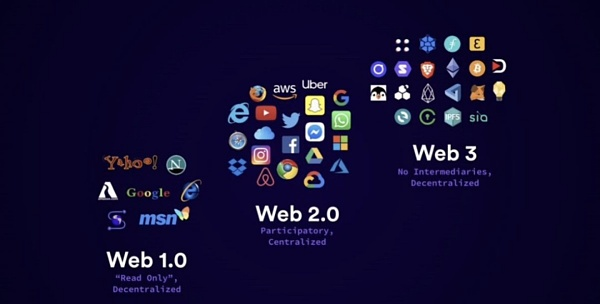 Yahoo!
N
Google
msn
Web 1.0
“Read Only”,
Decentralized
aws
Uber
Web 2.0
Participatory,
Centralized
IPFS
sia
Web 3
No Intermediaries,
Decentralized